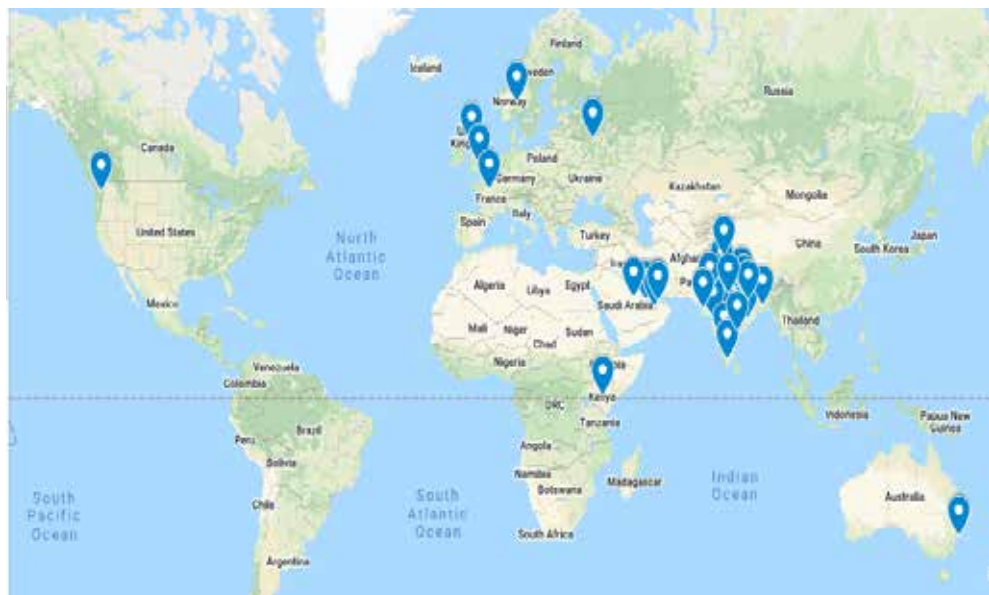 Iceland
Finland
Sweden
Norway
Russia
Canada
Poland
Germany
Ukraine
France
Kazakhstan
Mongolia
Spain
Italy
United States
North
Atlantic
Ocean
Turkey
China
Japan
South Korea
Algeria
Libya
Egypt
Saudi Arabia
Mexico
Thailand
Mali
Niger
Sudan
Chad
Nigeria
Venezuela
Colombia
Kenya
DRC
Indonesia
Papua New
Guinea
Tanzania
Peru
Brazil
Angola
Bolivia
Namibia
Botswana
Madagascar
Indian
Ocean
South
Pacific
Ocean
Chile
South
Atlantic
Ocean
Australia
South Africa
Argentina